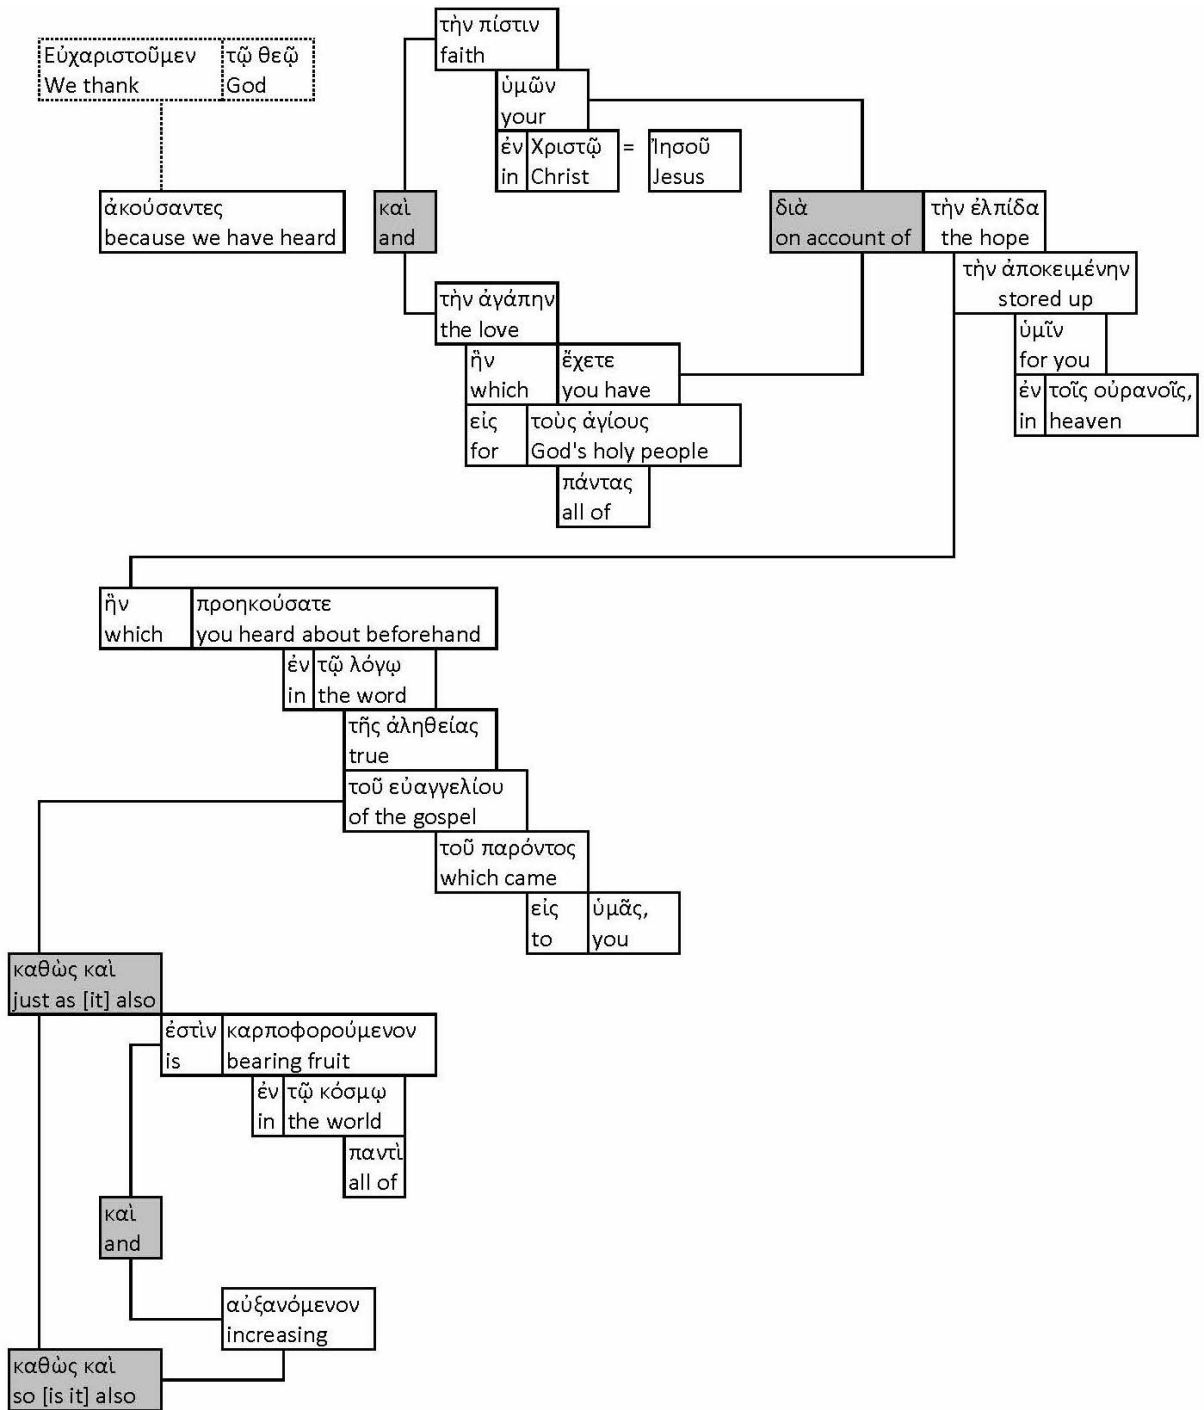 Εὐχαριστοῦμεν τῷ θεῷ
We thank God
τὴν πίστιν
faith
ὑμῶν
your
ἐν Χριστῷ = Ἰησοῦ
in Christ Jesus
ἀκούσαντες
because we have heard
καὶ
and
διὰ τὴν ἐλπίδα
on account of the hope
τὴν ἀποκειμένην
stored up
ὑμῖν
for you
ἐν τοῖς οὐρανοῖς,
in heaven
τὴν ἀγάπην
the love
ἣν ἔχετε
which you have
εἰς τοὺς ἁγίους
for God's holy people
πάντας
all of
ἣν προηκούσατε
which you heard about beforehand
ἐν τῷ λόγῳ
in the word
τῆς ἀληθείας
true
τοῦ εὐαγγελίου
of the gospel
τοῦ παρόντος
which came
εἰς ὑμᾶς,
to you
καθὼς καὶ
just as [it] also
ἐστὶν καρποφορούμενον
is bearing fruit
ἐν τῷ κόσμῳ
in the world
παντὶ
all of
καὶ
and
αὐξανόμενον
increasing
καθὼς καὶ
so [is it] also